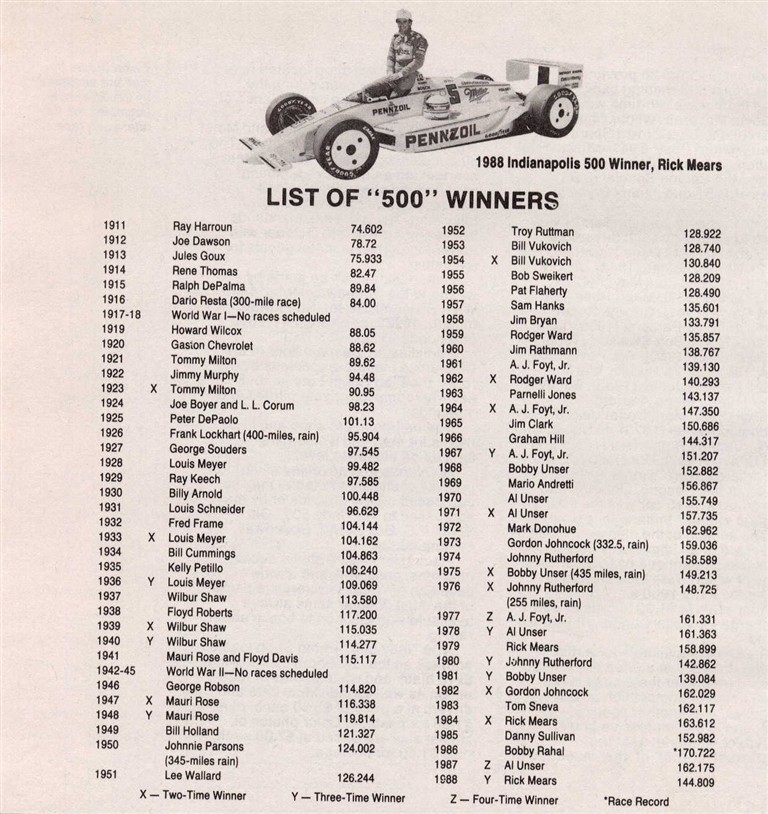 PENNZOIL
Miller
PENNZOIL
1988 Indianapolis 500 Winner, Rick Mears
LIST OF "500" WINNERS
1911 Ray Harroun 74.602
1912 Joe Dawson 78.72
1913 Jules Goux 75.933
1914 Rene Thomas 82.47
1915 Ralph DePalma 89.84
1916 Dario Resta (300-mile race) 84.00
1917-18 World War I—No races scheduled
1919 Howard Wilcox 88.05
1920 Gaston Chevrolet 88.62
1921 Tommy Milton 89.62
1922 Jimmy Murphy 94.48
1923 X Tommy Milton 90.95
1924 Joe Boyer and L. L. Corum 98.23
1925 Peter DePaolo 101.13
1926 Frank Lockhart (400-miles, rain) 95.904
1927 George Souders 97.545
1928 Louis Meyer 99.482
1929 Ray Keech 97.585
1930 Billy Arnold 100.448
1931 Louis Schneider 96.629
1932 Fred Frame 104.144
1933 X Louis Meyer 104.162
1934 Bill Cummings 104.863
1935 Kelly Petillo 106.240
1936 Y Louis Meyer 109.069
1937 Wilbur Shaw 113.580
1938 Floyd Roberts 117.200
1939 X Wilbur Shaw 115.035
1940 Y Wilbur Shaw 114.277
1941 Mauri Rose and Floyd Davis 115.117
1942-45 World War II—No races scheduled
1946 George Robson 114.820
1947 X Mauri Rose 116.338
1948 Y Mauri Rose 119.814
1949 Bill Holland 121.327
1950 Johnnie Parsons 124.002
(345-miles rain)
1951 Lee Wallard 126.244
1952 Troy Ruttman 128.922
1953 Bill Vukovich 128.740
1954 X Bill Vukovich 130.840
1955 Bob Sweikert 128.209
1956 Pat Flaherty 128.490
1957 Sam Hanks 135.601
1958 Jim Bryan 133.791
1959 Rodger Ward 135.857
1960 Jim Rathmann 138.767
1961 A. J. Foyt, Jr. 139.130
1962 X Rodger Ward 140.293
1963 Parnelli Jones 143.137
1964 X A. J. Foyt, Jr. 147.350
1965 Jim Clark 150.686
1966 Graham Hill 144.317
1967 Y A. J. Foyt, Jr. 151.207
1968 Bobby Unser 152.882
1969 Mario Andretti 156.867
1970 Al Unser 155.749
1971 X Al Unser 157.735
1972 Mark Donohue 162.962
1973 Gordon Johncock (332.5, rain) 159.036
1974 Johnny Rutherford 158.589
1975 X Bobby Unser (435 miles, rain) 149.213
1976 X Johnny Rutherford 148.725
(255 miles, rain)
1977 Z A. J. Foyt, Jr. 161.331
1978 Y Al Unser 161.363
1979 Rick Mears 158.899
1980 Y Johnny Rutherford 142.862
1981 Y Bobby Unser 139.084
1982 X Gordon Johncock 162.029
1983 Tom Sneva 162.117
1984 X Rick Mears 163.612
1985 Danny Sullivan 152.982
1986 Bobby Rahal *170.722
1987 Z Al Unser 162.175
1988 Y Rick Mears 144.809
X — Two-Time Winner Y — Three-Time Winner Z — Four-Time Winner *Race Record